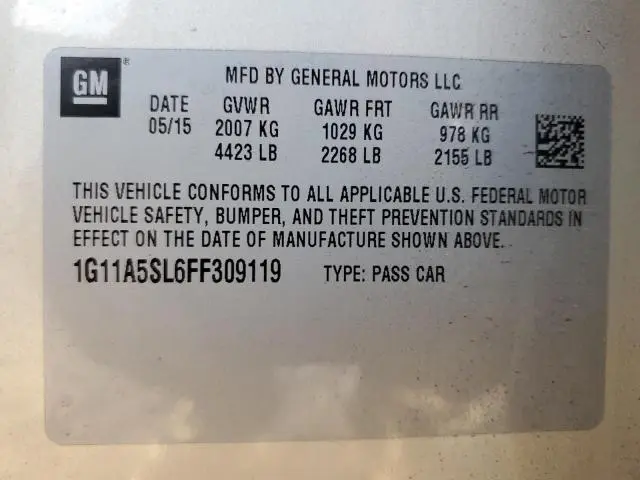 GM ®
MFD BY GENERAL MOTORS LLC
DATE GVWR GAWR FRT GAWR RR
05/15 2007 KG 1029 KG 978 KG
4423 LB 2268 LB 2155 LB
THIS VEHICLE CONFORMS TO ALL APPLICABLE U.S. FEDERAL MOTOR
VEHICLE SAFETY, BUMPER, AND THEFT PREVENTION STANDARDS IN
EFFECT ON THE DATE OF MANUFACTURE SHOWN ABOVE.
1G11A5SL6FF309119 TYPE: PASS CAR